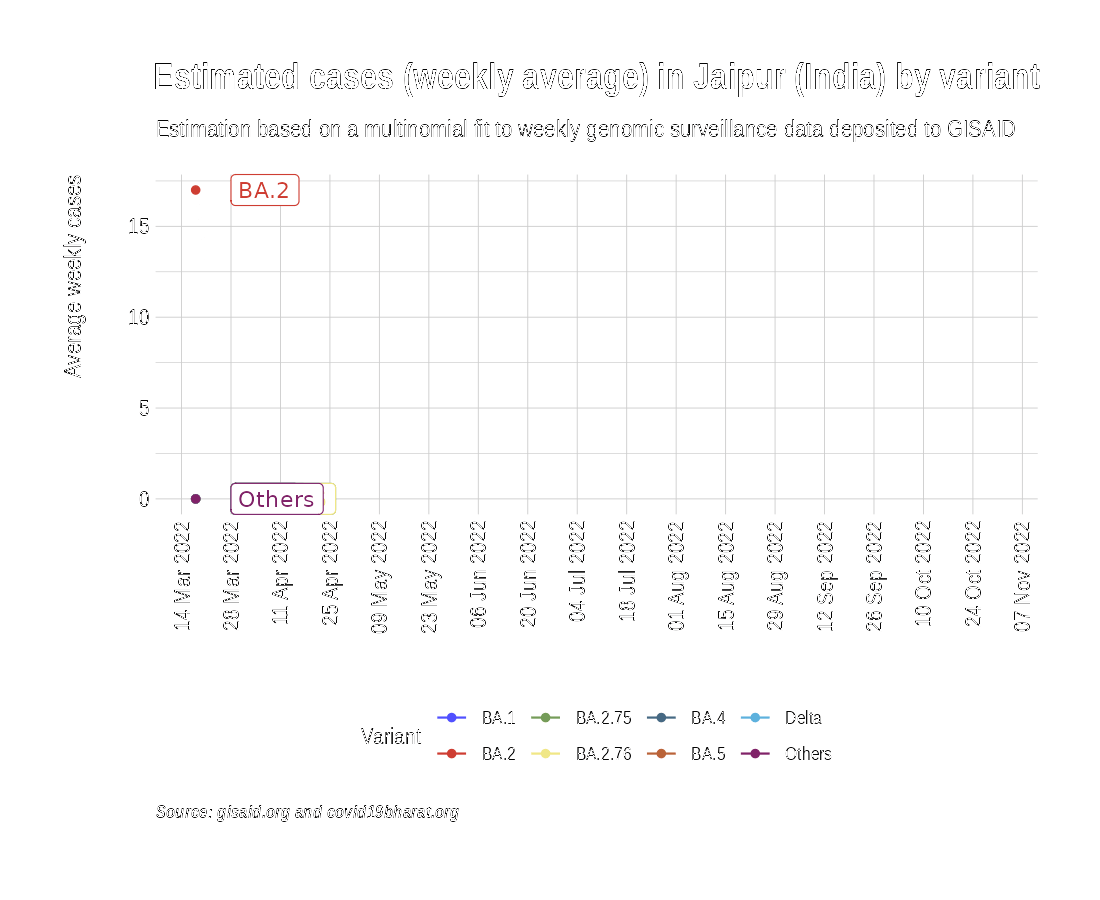 Estimated cases (weekly average) in Jaipur (India) by variant
Estimation based on a multinomial fit to weekly genomic surveillance data deposited to GISAID
Average weekly cases
BA.2
15
10
5
0
Others
14 Mar 2022
28 Mar 2022
11 Apr 2022
25 Apr 2022
09 May 2022
23 May 2022
06 Jun 2022
20 Jun 2022
04 Jul 2022
18 Jul 2022
01 Aug 2022
15 Aug 2022
29 Aug 2022
12 Sep 2022
26 Sep 2022
10 Oct 2022
24 Oct 2022
07 Nov 2022
Variant
BA.1 BA.2.75 BA.4 Delta
BA.2 BA.2.76 BA.5 Others
Source: gisaid.org and covid19bharat.org